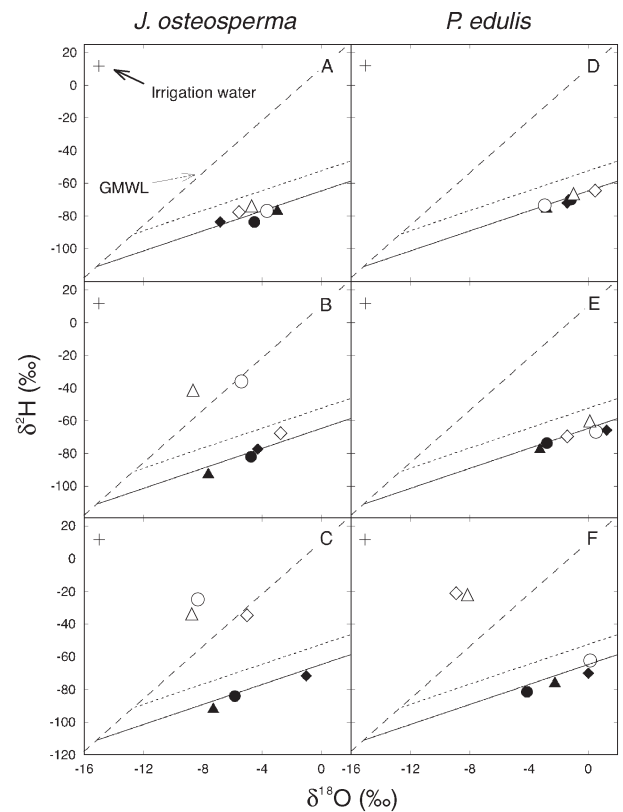 J. osteosperma P. edulis
20
0
-20
-40
-60
-80
-100
A
Irrigation water
GMWL
D
20
0
-20
-40
-60
-80
-100
B
E
δ²H (‰)
20
0
-20
-40
-60
-80
-100
-120
C
F
-16 -12 -8 -4 0 -16 -12 -8 -4 0
δ¹⁸O (‰)